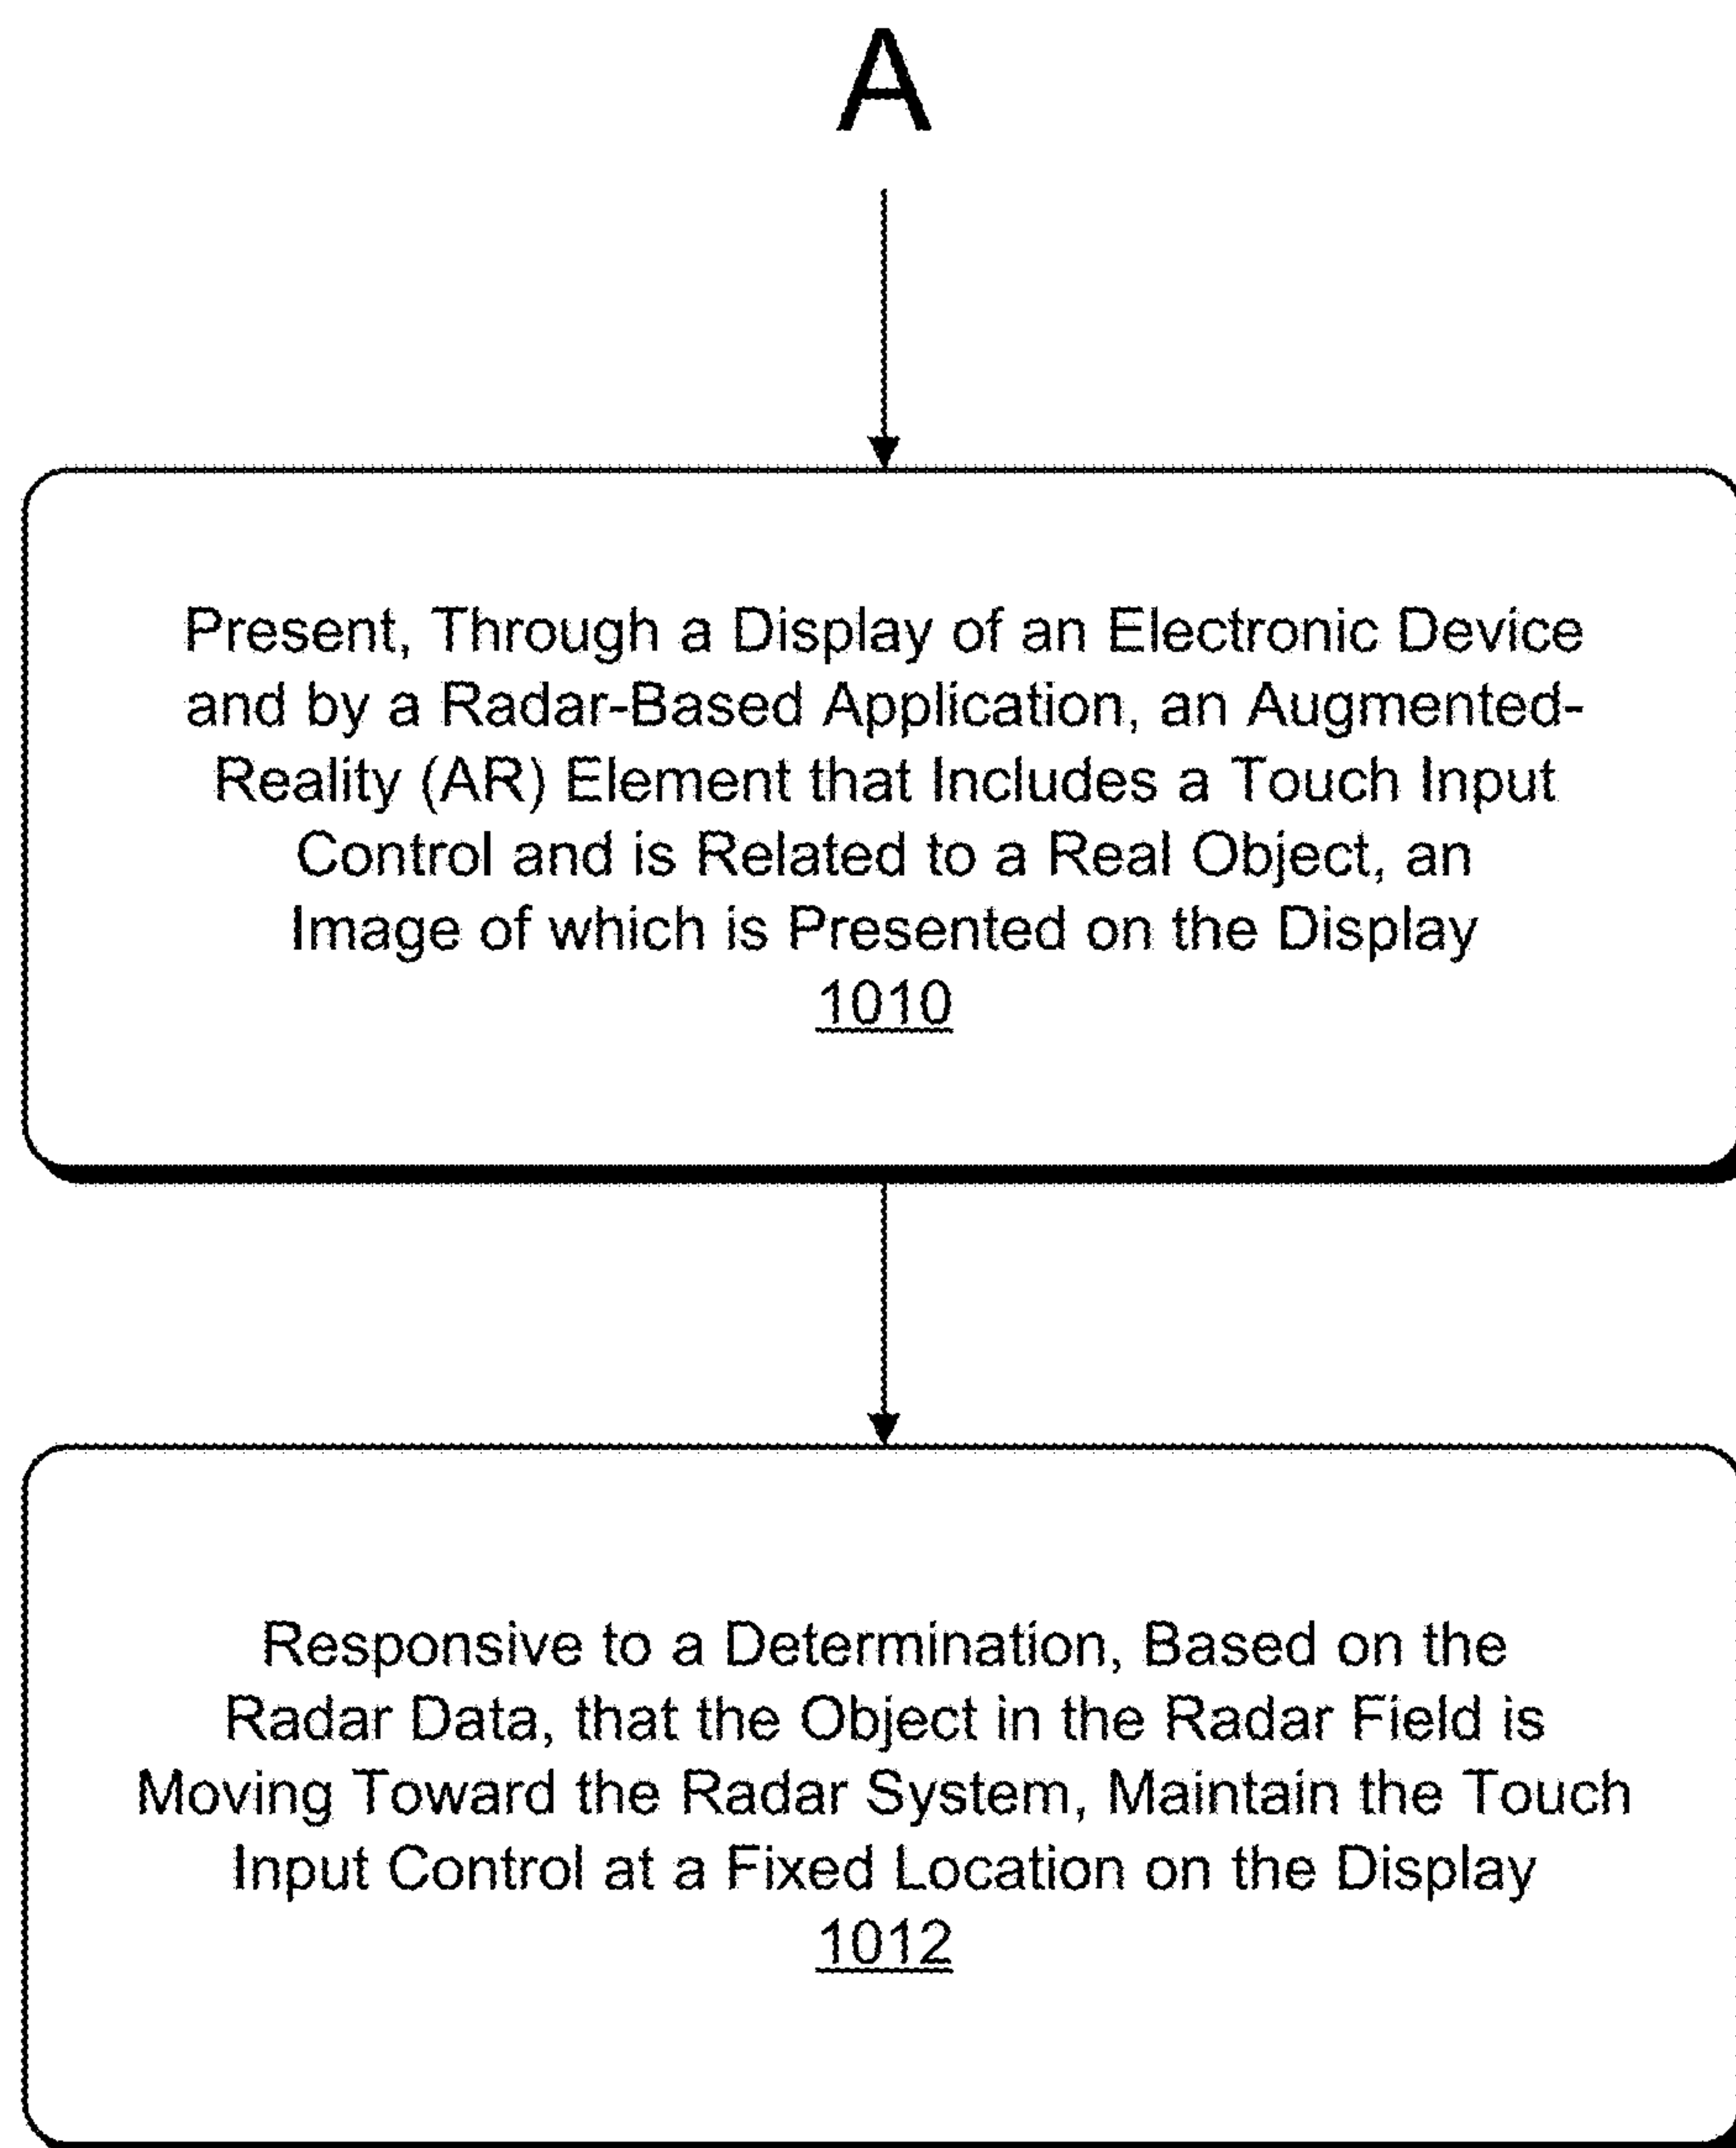 A
Present, Through a Display of an Electronic Device
and by a Radar-Based Application, an Augmented-
Reality (AR) Element that Includes a Touch Input
Control and is Related to a Real Object, an
Image of which is Presented on the Display
1010
Responsive to a Determination, Based on the
Radar Data, that the Object in the Radar Field is
Moving Toward the Radar System, Maintain the Touch
Input Control at a Fixed Location on the Display
1012